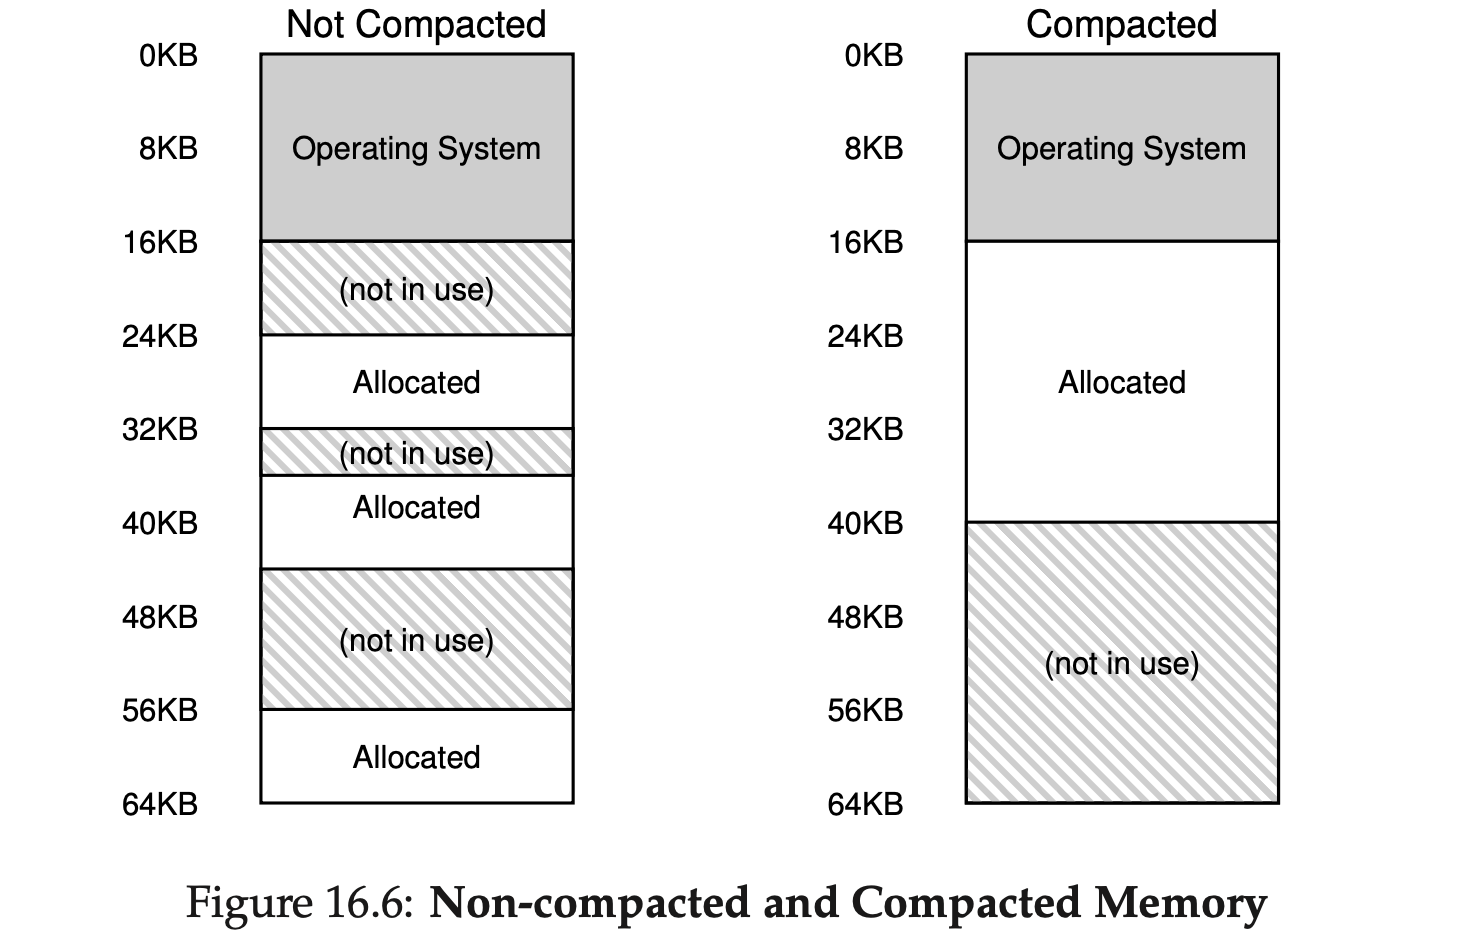 Not Compacted
0KB
8KB
Operating System
16KB
(not in use)
24KB
Allocated
32KB
(not in use)
Allocated
40KB
48KB
(not in use)
56KB
Allocated
64KB
Compacted
0KB
8KB
Operating System
16KB
24KB
Allocated
32KB
40KB
48KB
(not in use)
56KB
64KB
Figure 16.6: Non-compacted and Compacted Memory